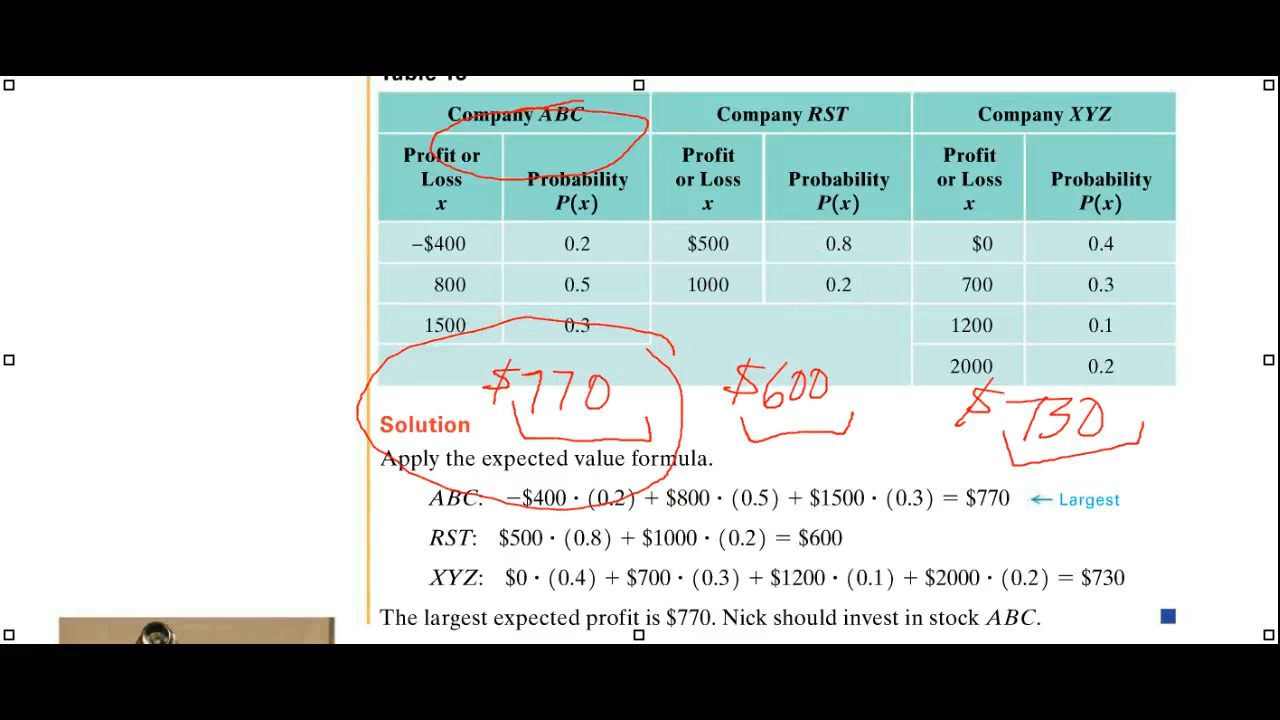 Company ABC Company RST Company XYZ
Profit or Loss x Probability P(x) Profit or Loss x Probability P(x) Profit or Loss x Probability P(x)
−$400 0.2 $500 0.8 $0 0.4
800 0.5 1000 0.2 700 0.3
1500 0.3 1200 0.1
2000 0.2
$770 $600 $730
Solution
Apply the expected value formula.
ABC: −$400 · (0.2) + $800 · (0.5) + $1500 · (0.3) = $770 ← Largest
RST: $500 · (0.8) + $1000 · (0.2) = $600
XYZ: $0 · (0.4) + $700 · (0.3) + $1200 · (0.1) + $2000 · (0.2) = $730
The largest expected profit is $770. Nick should invest in stock ABC.